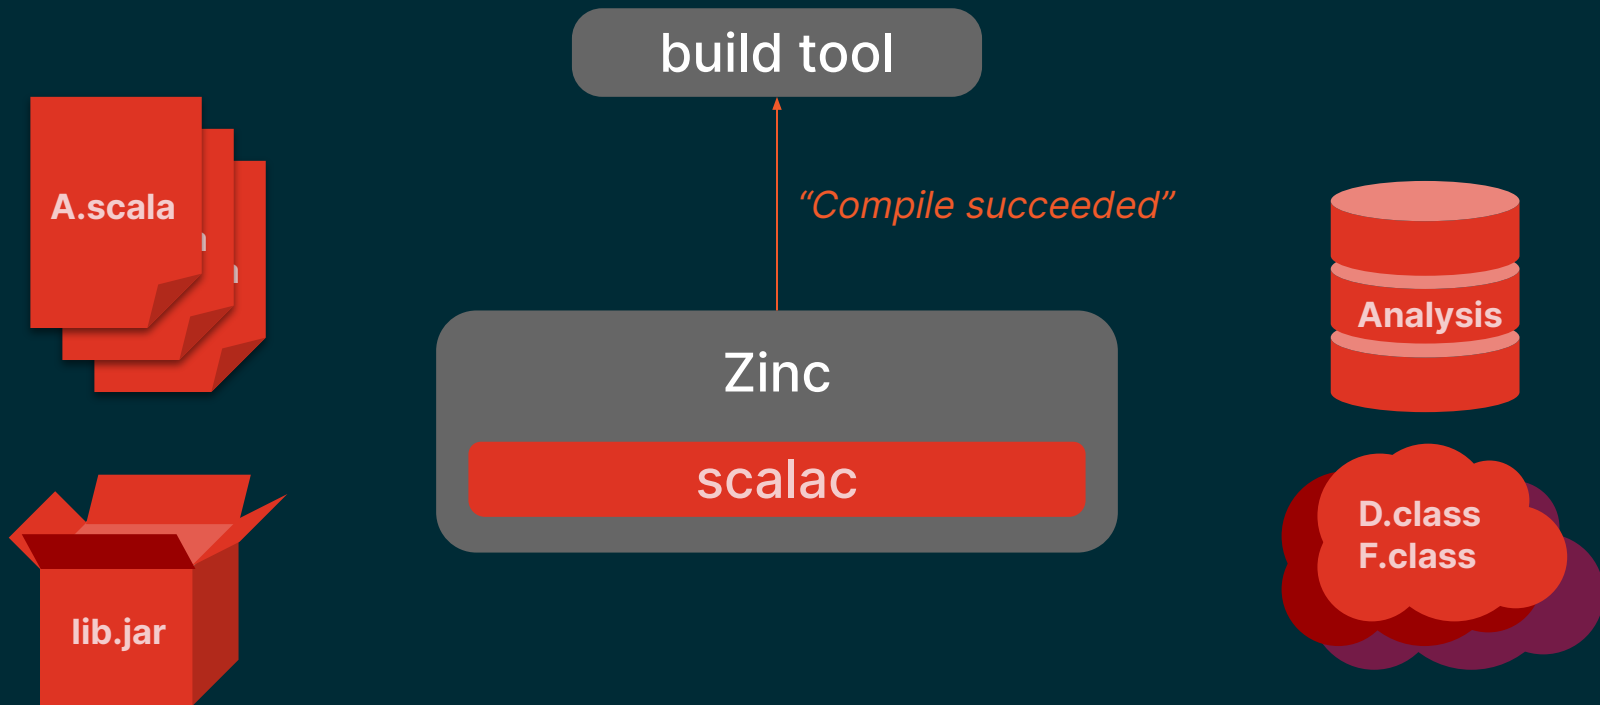 build tool
A.scala
“Compile succeeded”
Analysis
Zinc
scalac
D.class
F.class
lib.jar